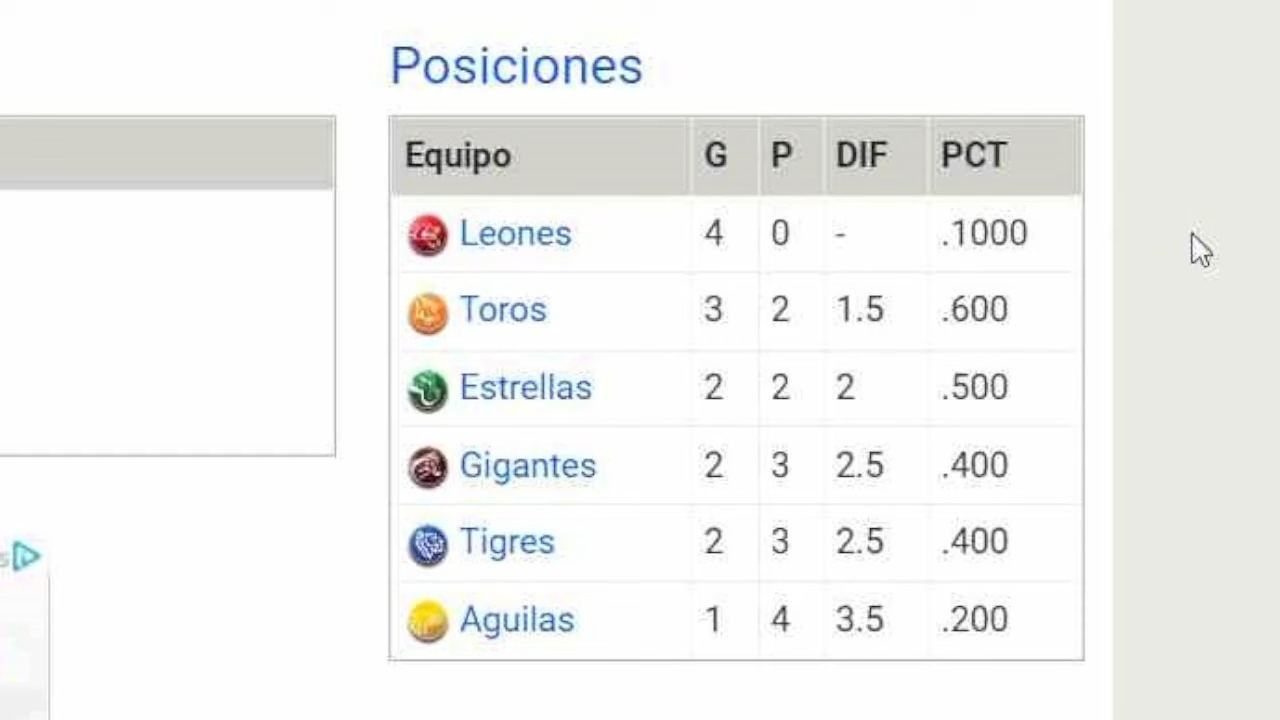 Posiciones
Equipo G P DIF PCT
Leones 4 0 - .1000
Toros 3 2 1.5 .600
Estrellas 2 2 2 .500
Gigantes 2 3 2.5 .400
Tigres 2 3 2.5 .400
Aguilas 1 4 3.5 .200